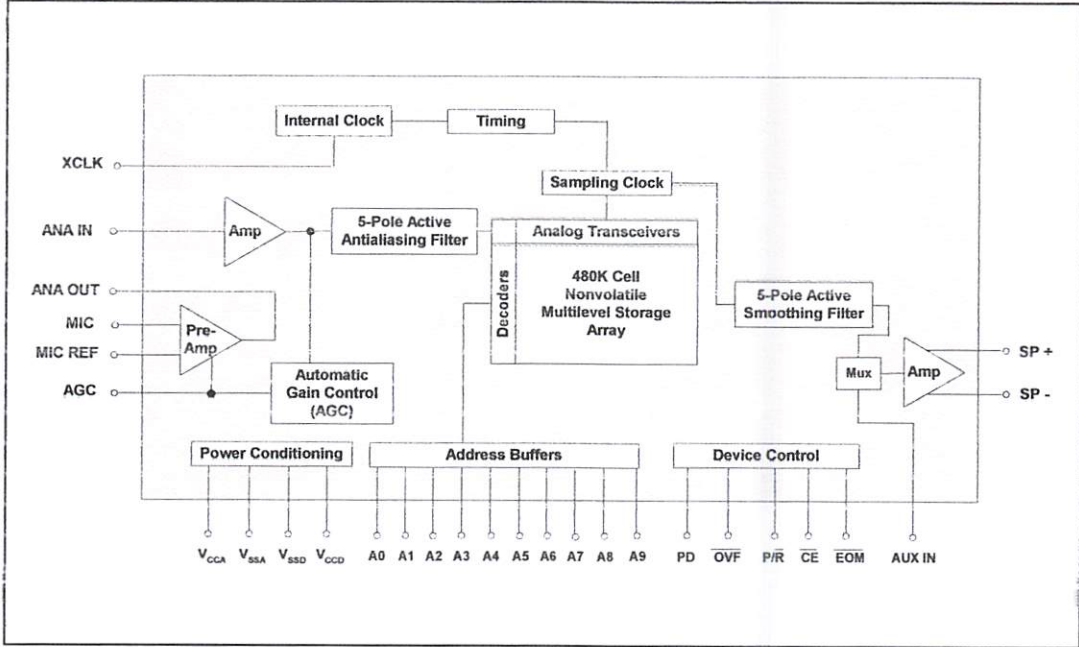 Internal Clock
Timing
XCLK
Sampling Clock
ANA IN
Amp
5-Pole Active
Antialiasing Filter
Analog Transceivers
Decoders
480K Cell
Nonvolatile
Multilevel Storage
Array
ANA OUT
MIC
Pre-
Amp
MIC REF
AGC
Automatic
Gain Control
(AGC)
5-Pole Active
Smoothing Filter
Mux
Amp
SP +
SP -
Power Conditioning
Address Buffers
Device Control
VCCA VSSA VSSD VCCD A0 A1 A2 A3 A4 A5 A6 A7 A8 A9 PD O̅V̅F̅ P/R̅ C̅E̅ E̅O̅M̅ AUX IN